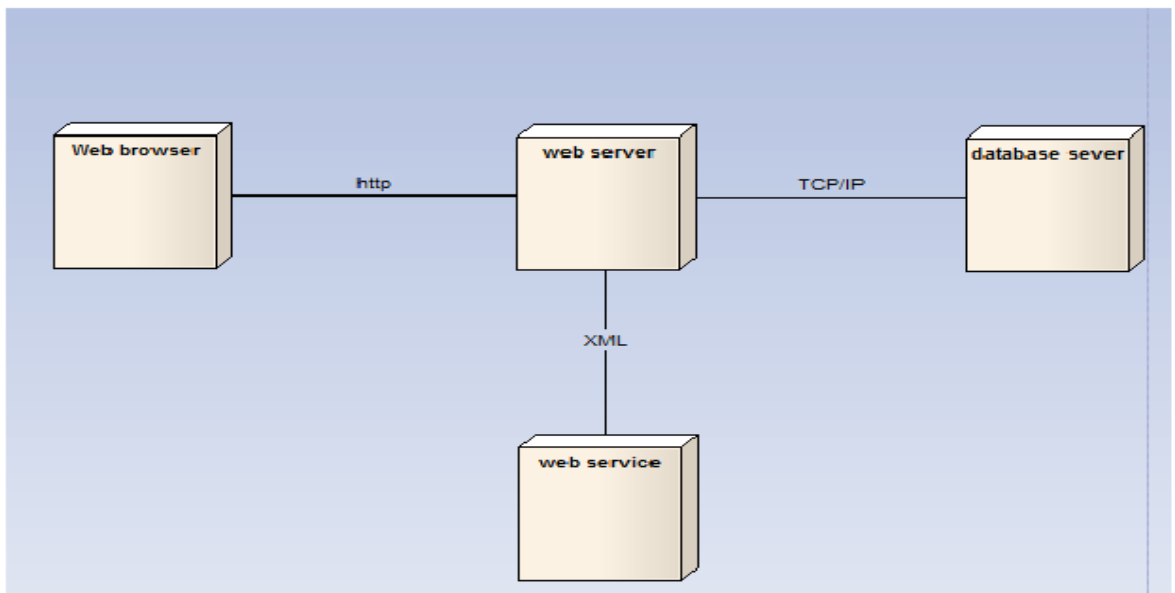 Web browser
http
web server
TCP/IP
database sever
XML
web service